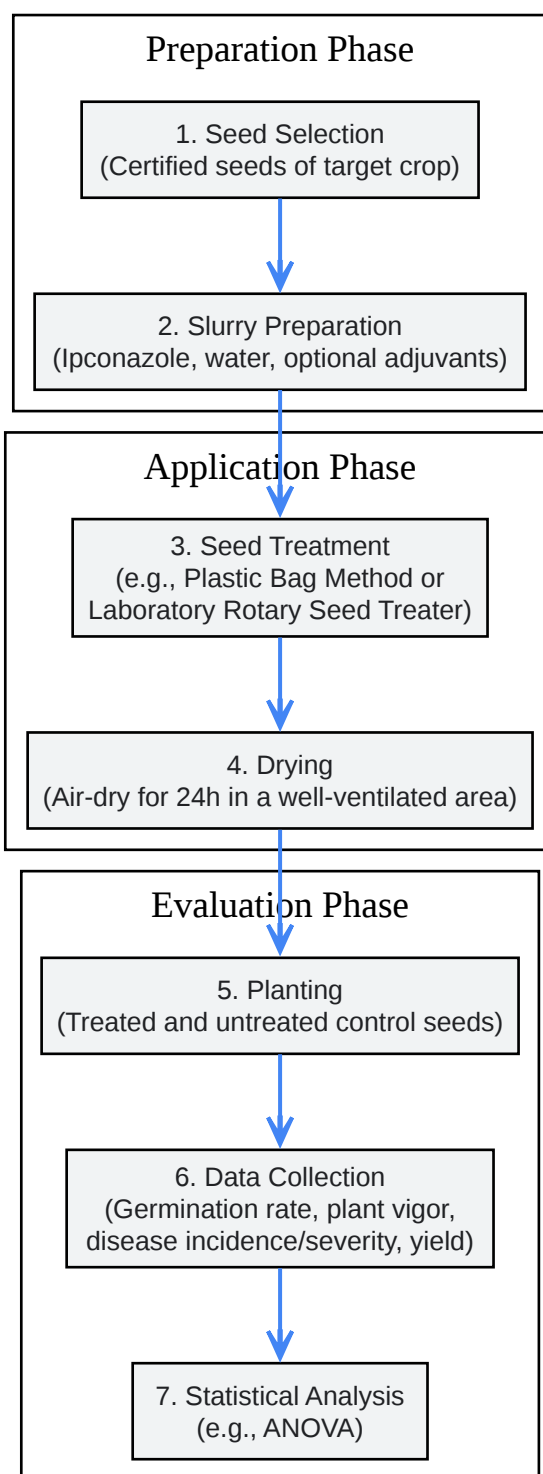 Preparation Phase
1. Seed Selection
(Certified seeds of target crop)
2. Slurry Preparation
(Ipconazole, water, optional adjuvants)
Application Phase
3. Seed Treatment
(e.g., Plastic Bag Method or
Laboratory Rotary Seed Treater)
4. Drying
(Air-dry for 24h in a well-ventilated area)
Evaluation Phase
5. Planting
(Treated and untreated control seeds)
6. Data Collection
(Germination rate, plant vigor,
disease incidence/severity, yield)
7. Statistical Analysis
(e.g., ANOVA)